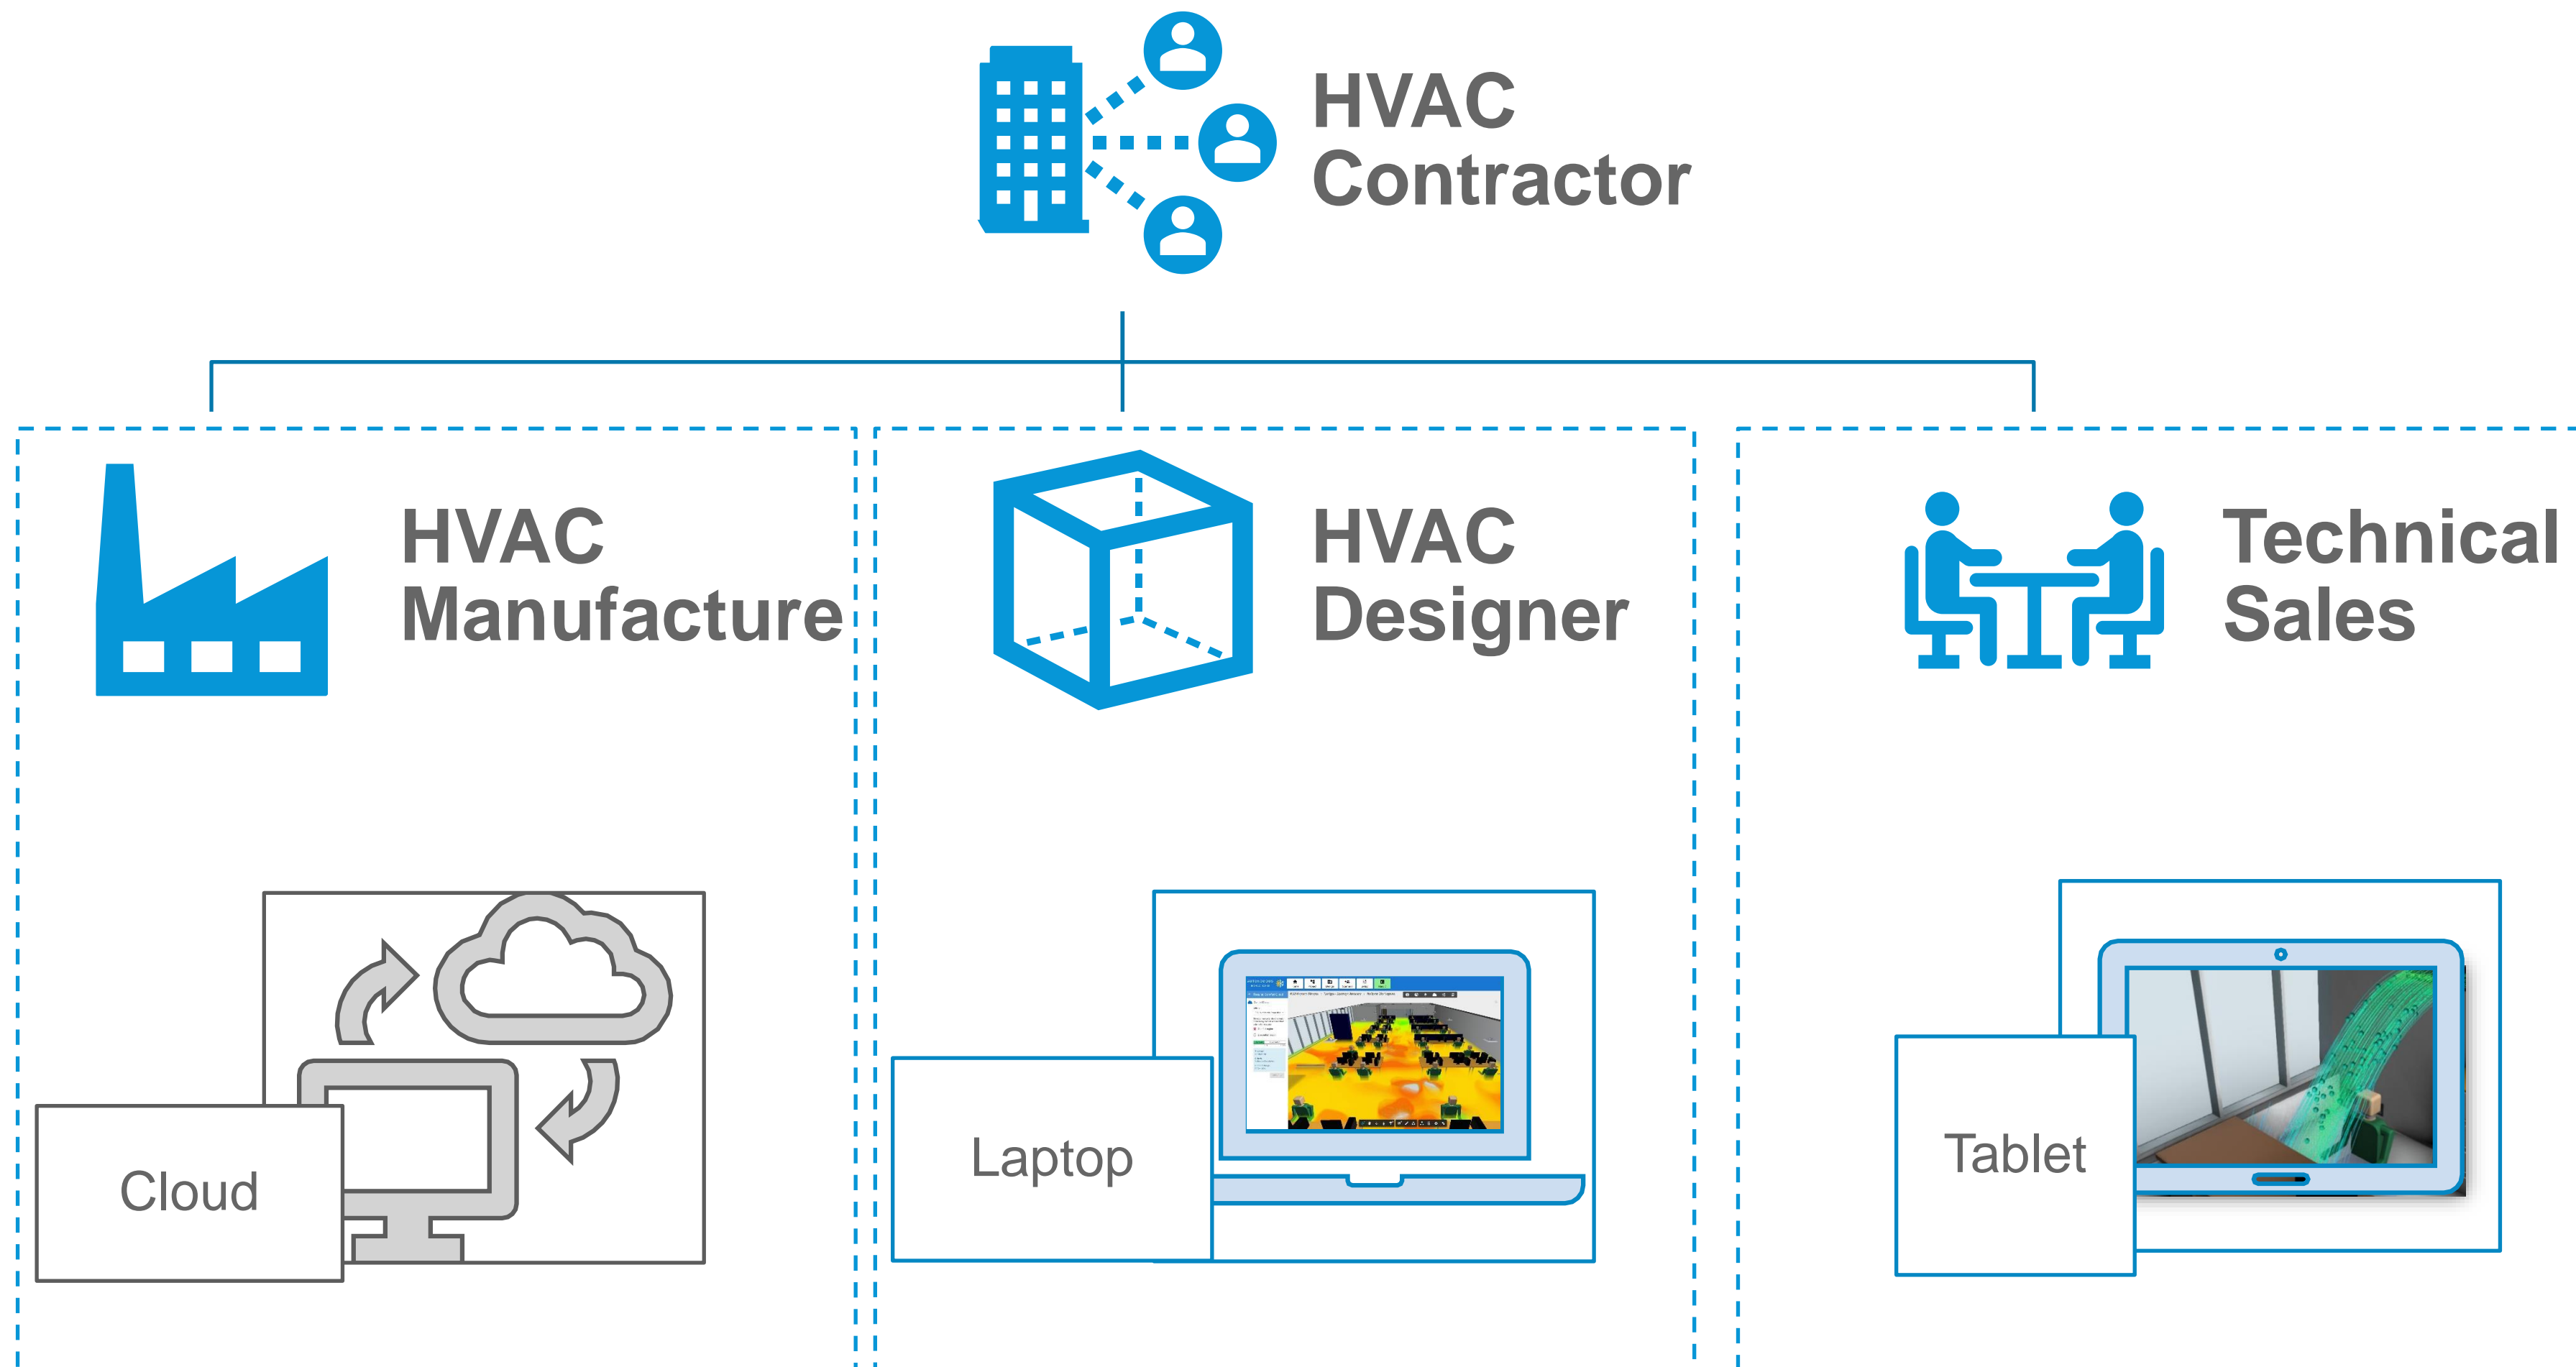 HVAC
Contractor
HVAC
Manufacture
HVAC
Designer
Technical
Sales
Cloud
Laptop
Tablet